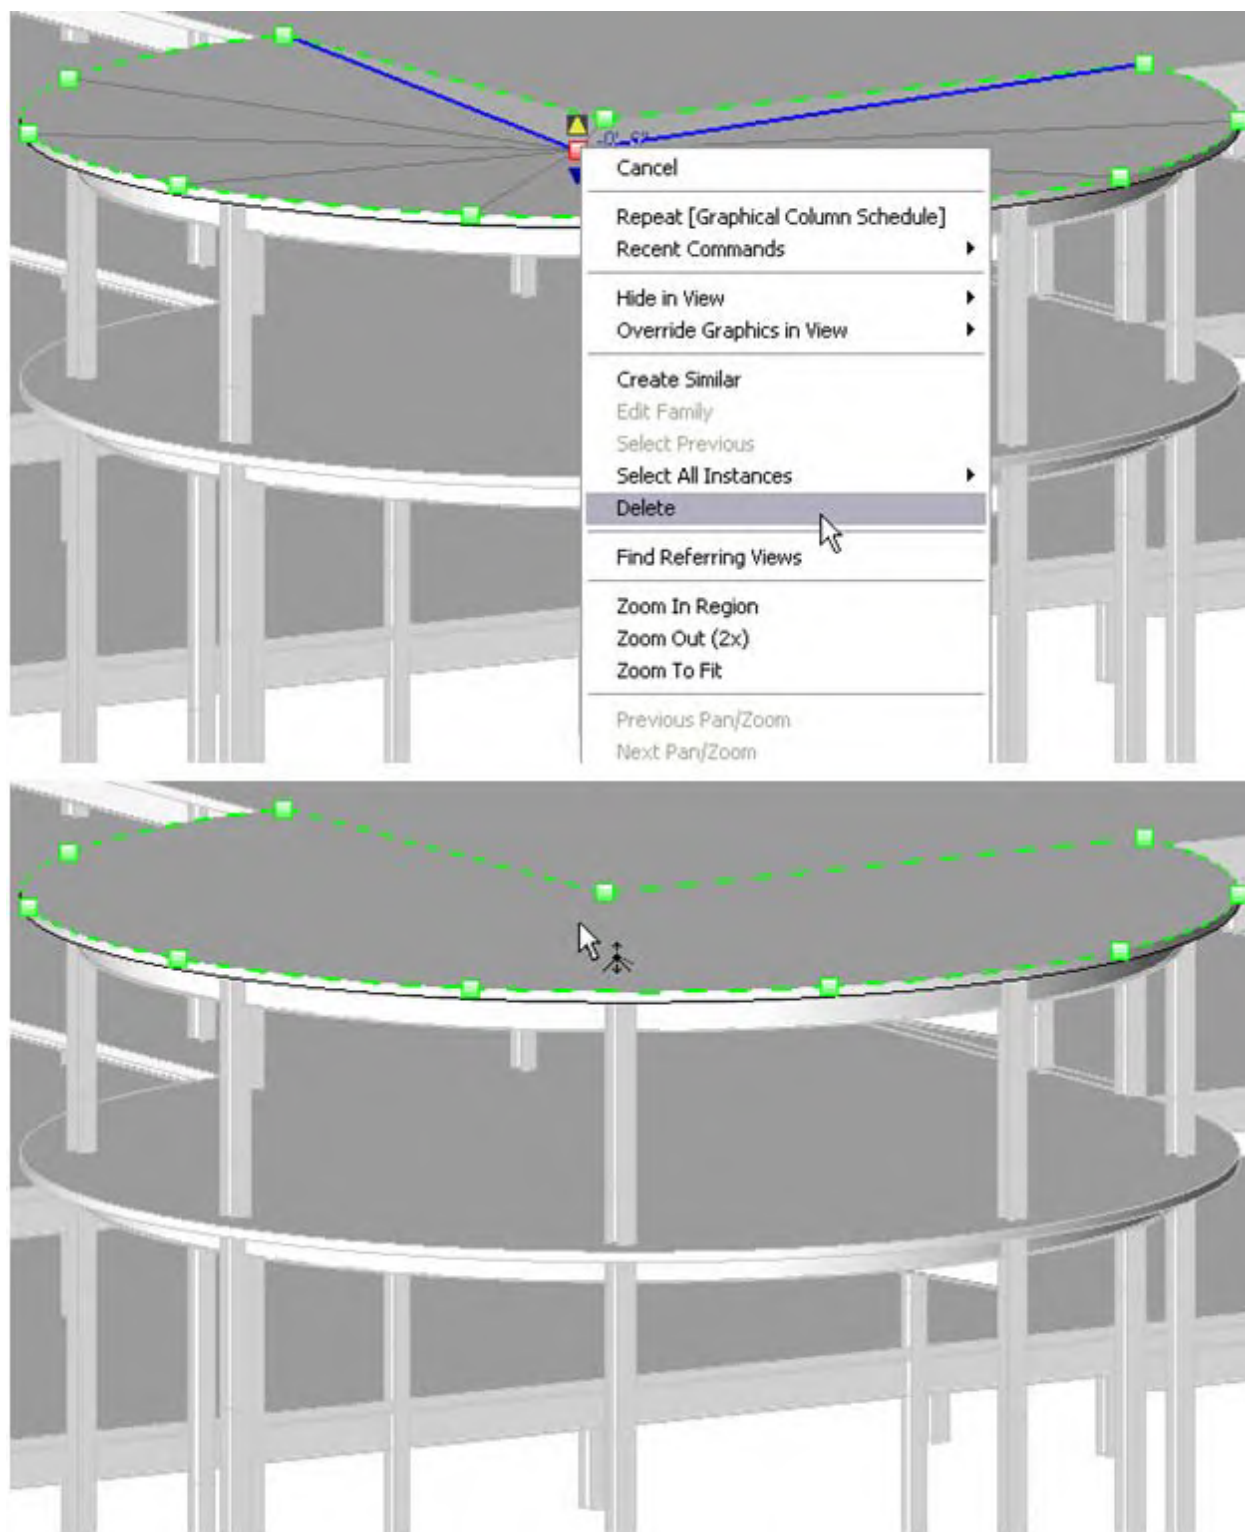 Cancel
Repeat [Graphical Column Schedule]
Recent Commands
Hide in View
Override Graphics in View
Create Similar
Edit Family
Select Previous
Select All Instances
Delete
Find Referring Views
Zoom In Region
Zoom Out (2x)
Zoom To Fit
Previous Pan/Zoom
Next Pan/Zoom